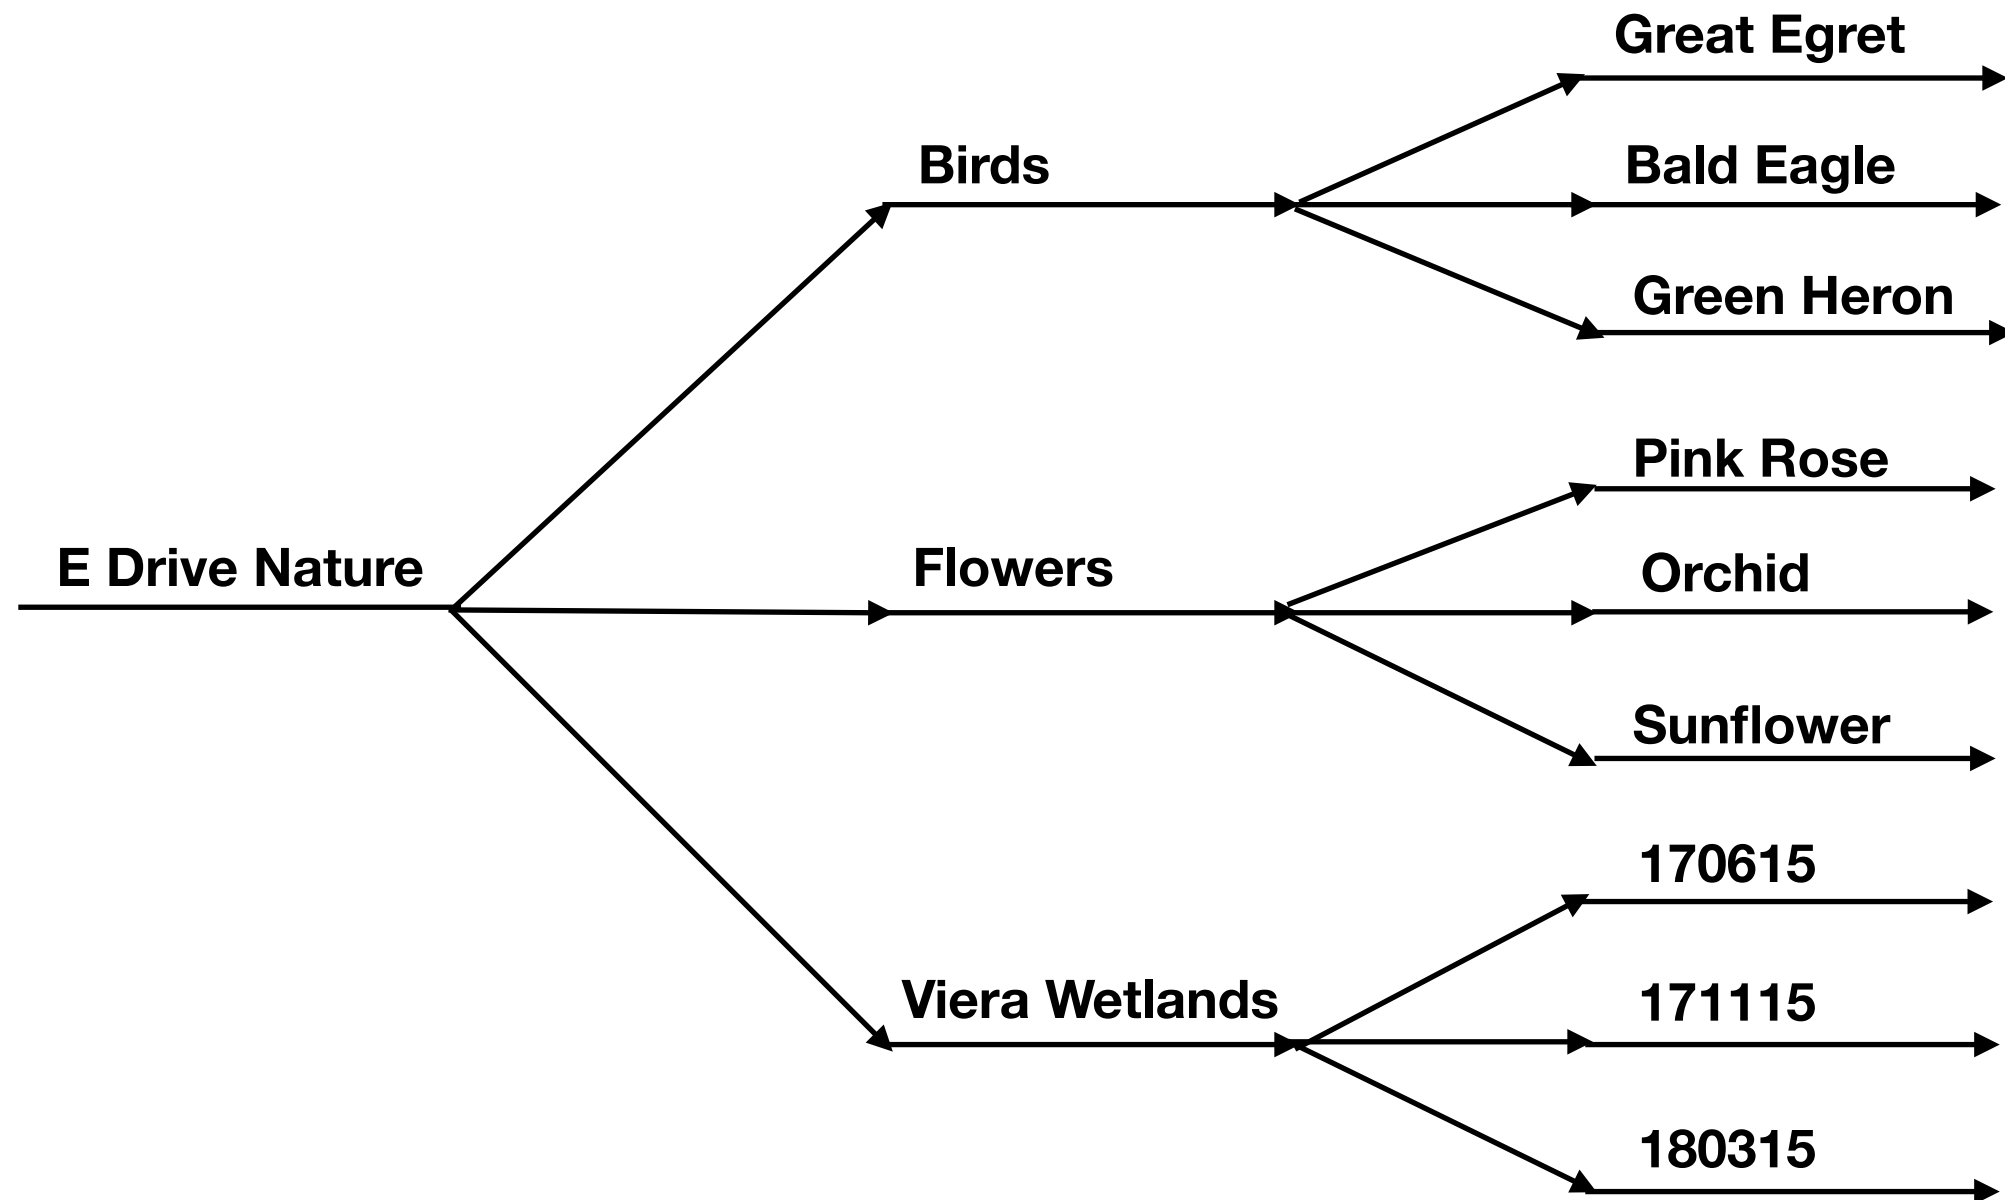 Great Egret
Birds
Bald Eagle
Green Heron
Pink Rose
E Drive Nature
Flowers
Orchid
Sunflower
170615
Viera Wetlands
171115
180315